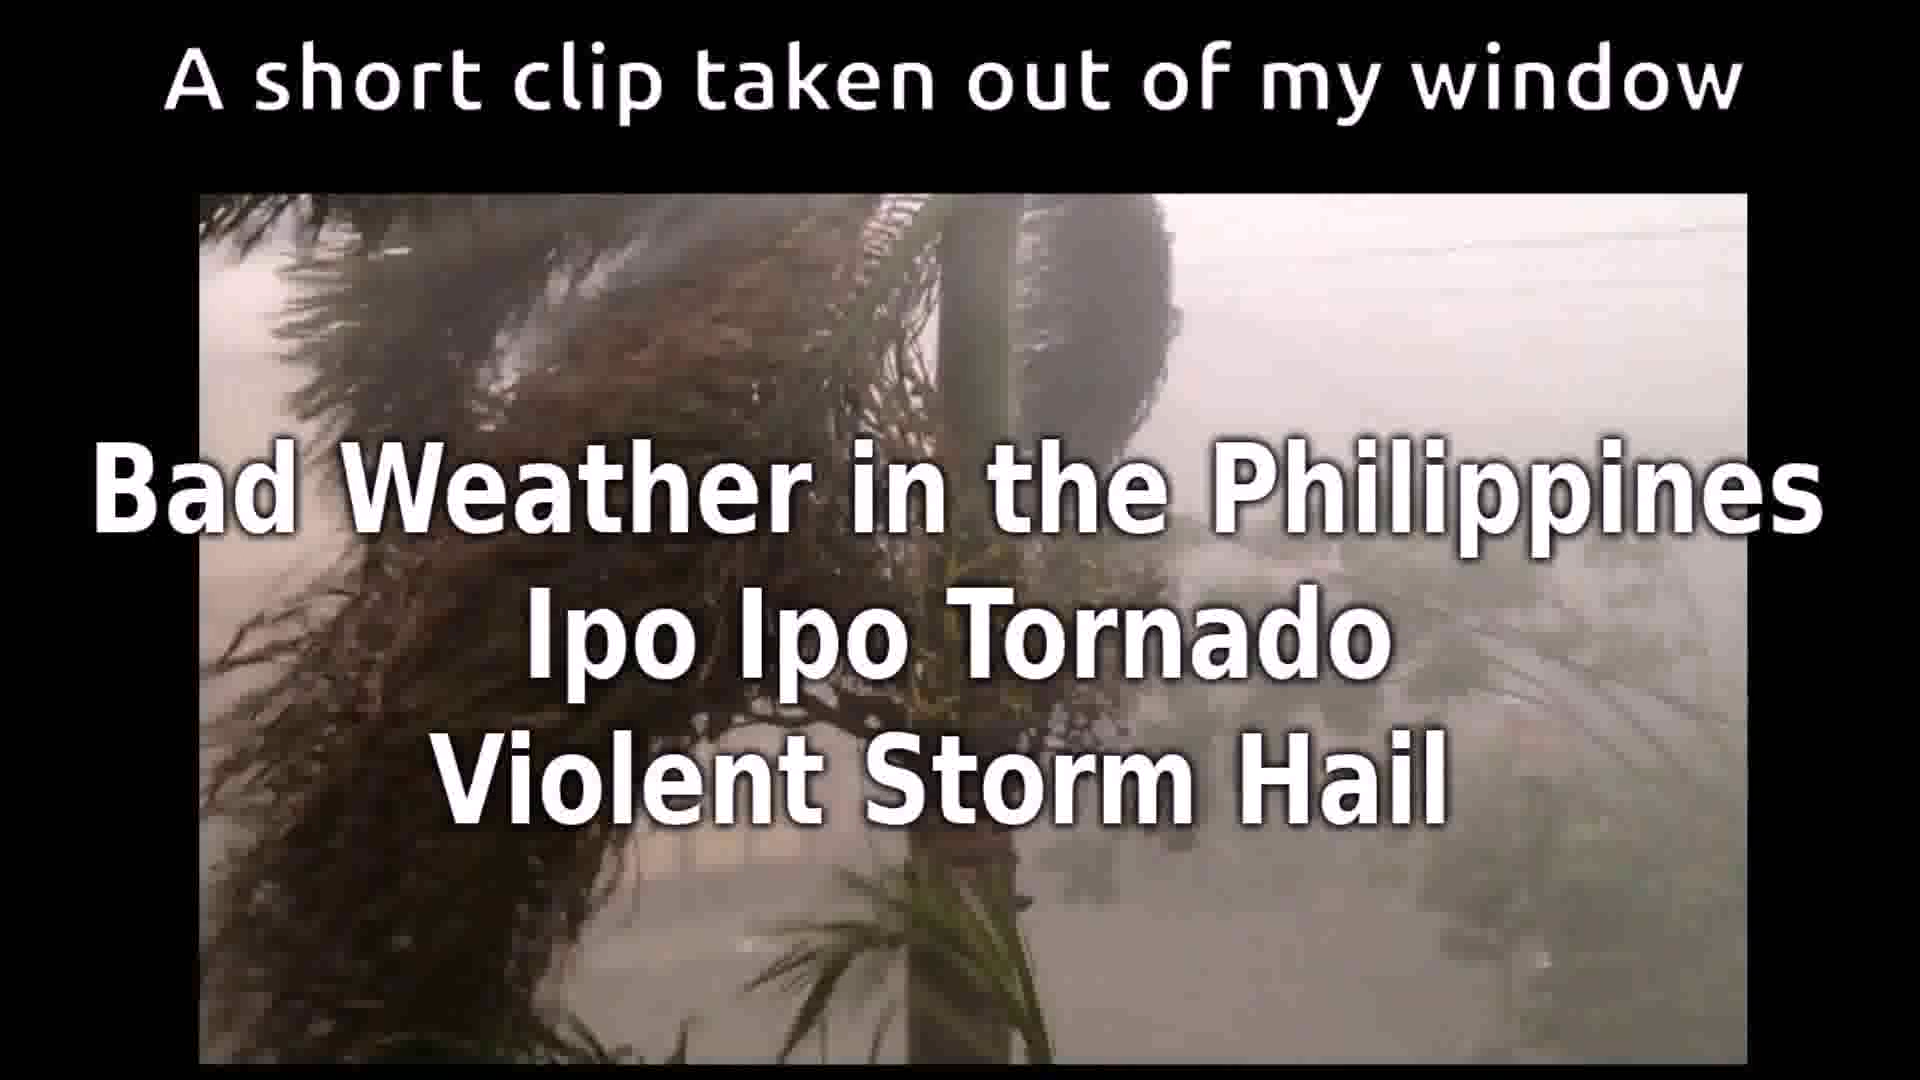 A short clip taken out of my window
Bad Weather in the Philippines
Ipo Ipo Tornado
Violent Storm Hail